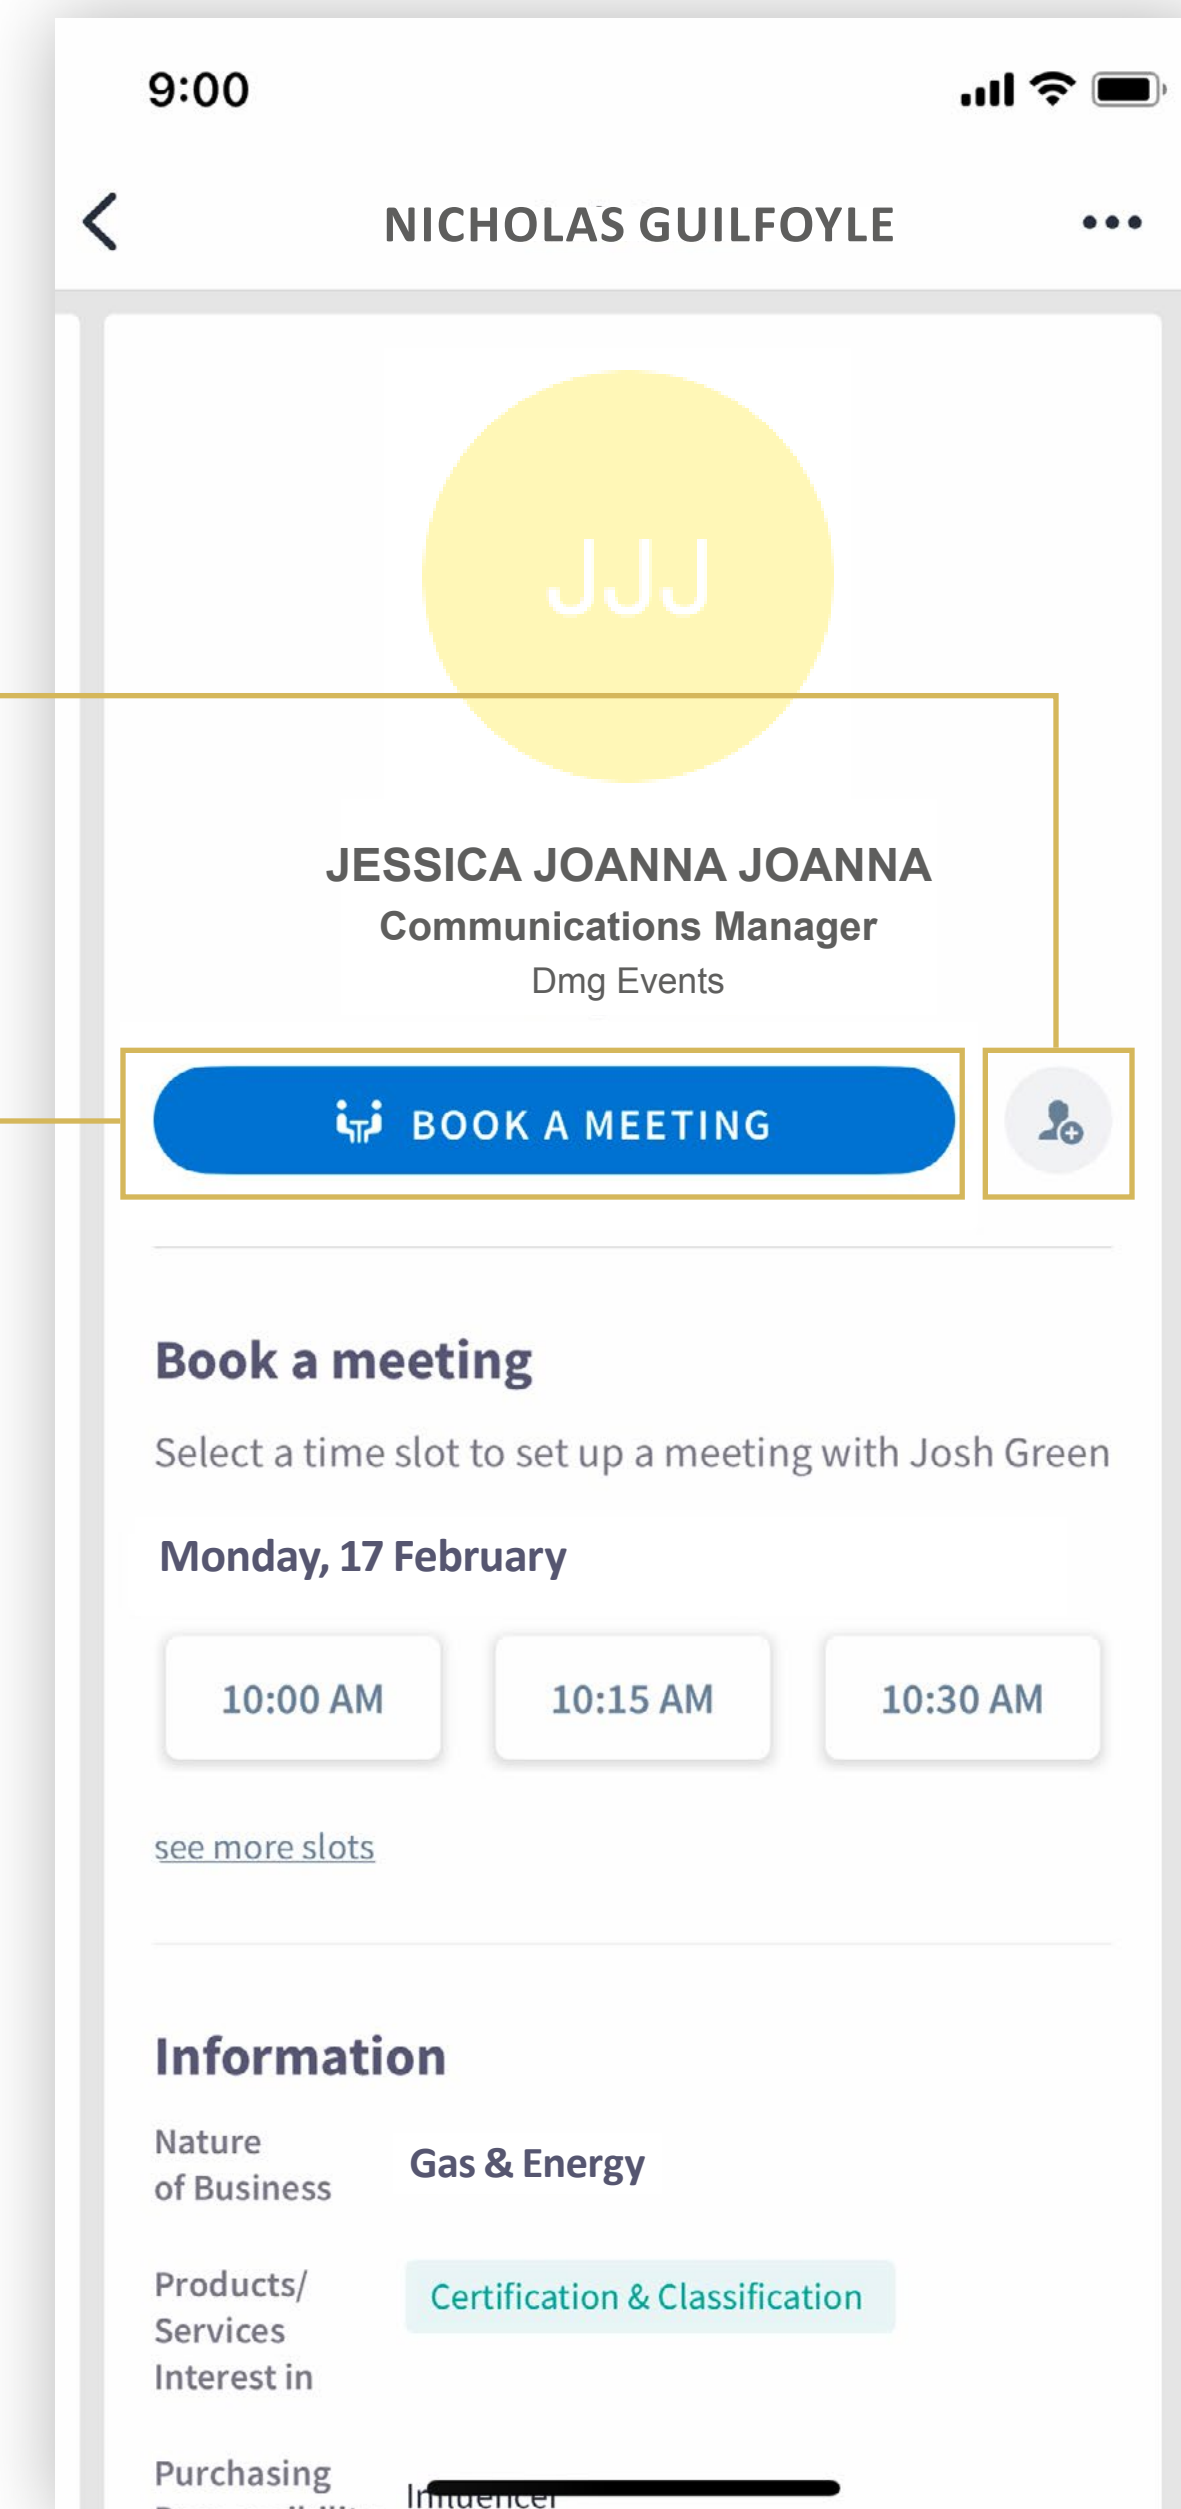 9:00
NICHOLAS GUILFOYLE
JJJ
JESSICA JOANNA JOANNA
Communications Manager
Dmg Events
BOOK A MEETING
Book a meeting
Select a time slot to set up a meeting with Josh Green
Monday, 17 February
10:00 AM
10:15 AM
10:30 AM
see more slots
Information
Nature
of Business
Gas & Energy
Products/
Services
Interest in
Certification & Classification
Purchasing
Influencer